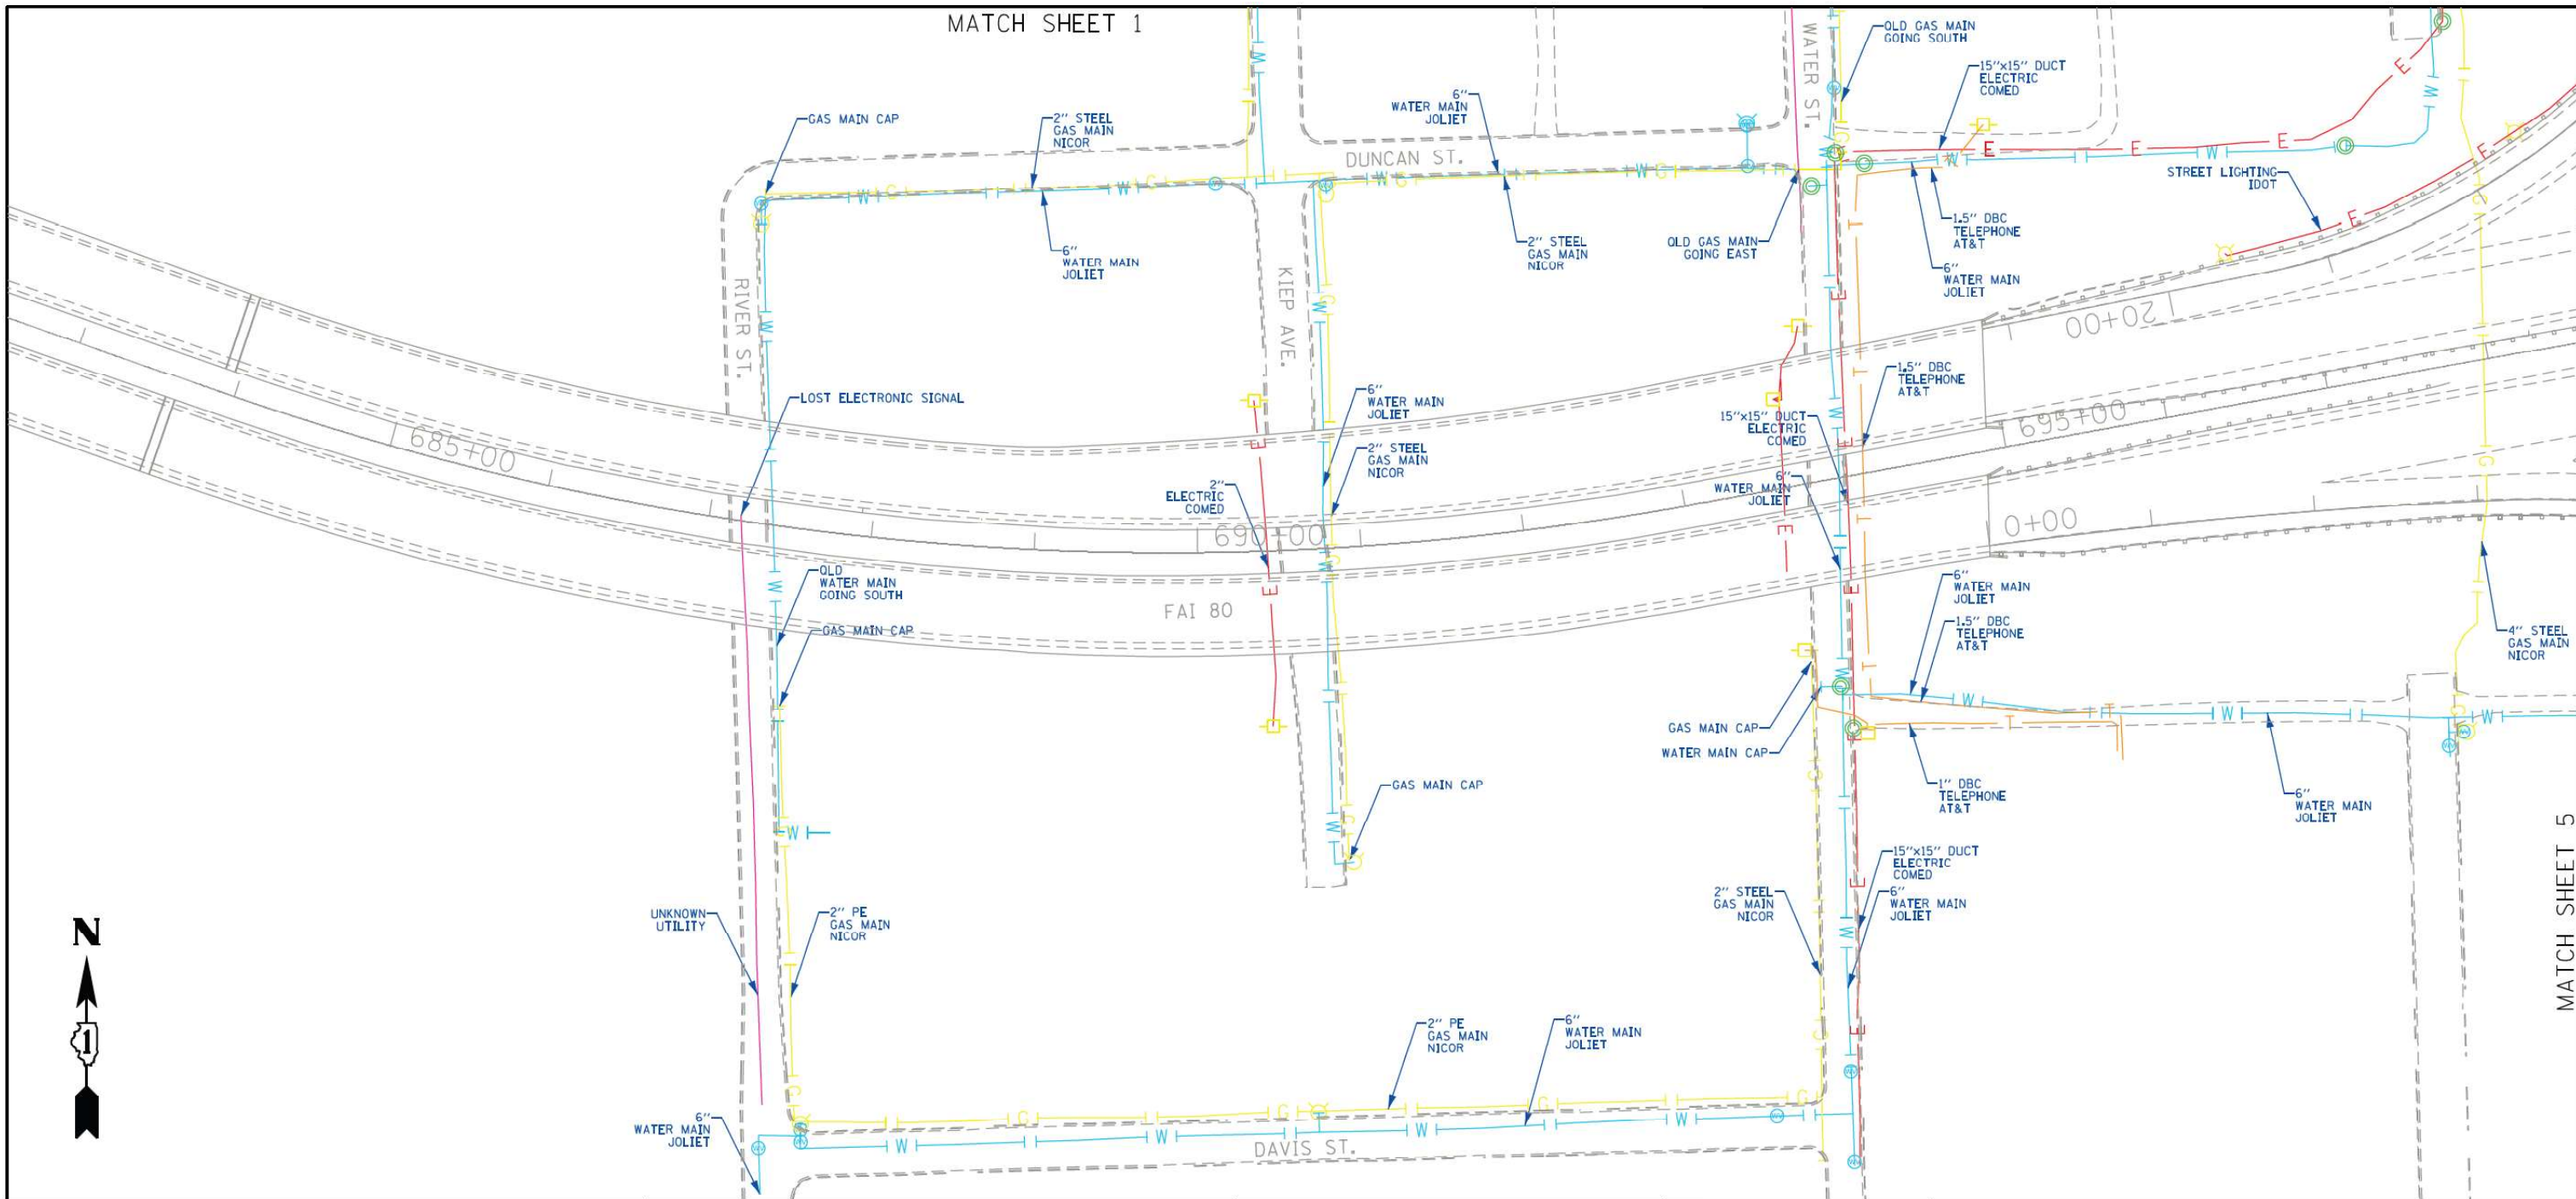 MATCH SHEET 1
WATER ST.
QLD GAS MAIN
GOING SOUTH
15"x15" DUCT
ELECTRIC
COMED
GAS MAIN CAP
2" STEEL
GAS MAIN
NICOR
6"
WATER MAIN
JOLIET
DUNCAN ST.
STREET LIGHTING
IDOT
6"
WATER MAIN
JOLIET
2" STEEL
GAS MAIN
NICOR
QLD GAS MAIN
GOING EAST
1.5" DBC
TELEPHONE
AT&T
6"
WATER MAIN
JOLIET
RIVER ST.
KIEP AVE.
20+00
LOST ELECTRONIC SIGNAL
6"
WATER MAIN
JOLIET
1.5" DBC
TELEPHONE
AT&T
15"x15" DUCT
ELECTRIC
COMED
695+00
685+00
2" STEEL
GAS MAIN
NICOR
2"
ELECTRIC
COMED
6"
WATER MAIN
JOLIET
690+00
0+00
QLD
WATER MAIN
GOING SOUTH
FAI 80
6"
WATER MAIN
JOLIET
GAS MAIN CAP
1.5" DBC
TELEPHONE
AT&T
4" STEEL
GAS MAIN
NICOR
GAS MAIN CAP
WATER MAIN CAP
GAS MAIN CAP
1" DBC
TELEPHONE
AT&T
6"
WATER MAIN
JOLIET
MATCH SHEET 5
15"x15" DUCT
ELECTRIC
COMED
2" STEEL
GAS MAIN
NICOR
6"
WATER MAIN
JOLIET
UNKNOWN
UTILITY
2" PE
GAS MAIN
NICOR
N
1
2" PE
GAS MAIN
NICOR
6"
WATER MAIN
JOLIET
6"
WATER MAIN
JOLIET
DAVIS ST.